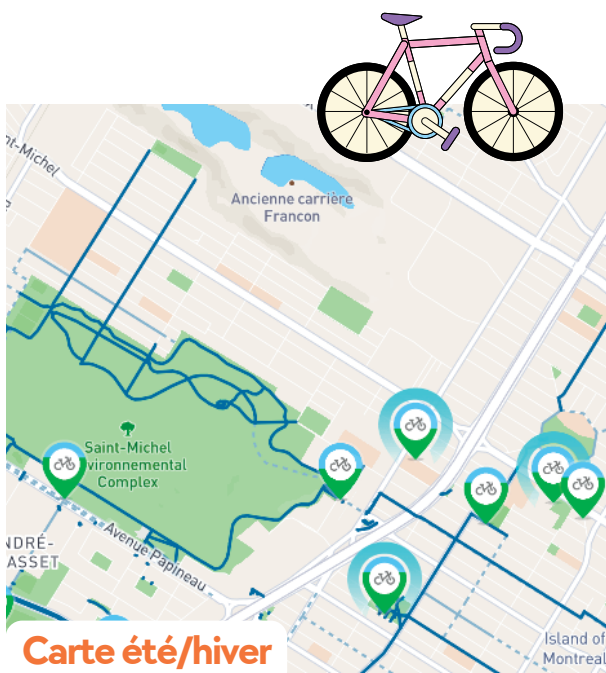 nt-Michel
Ancienne carrière
Francon
Saint-Michel
vironnemental
Complex
NDRÉ-
ASSET
Avenue Papineau
Island of
Montreal
Carte été/hiver